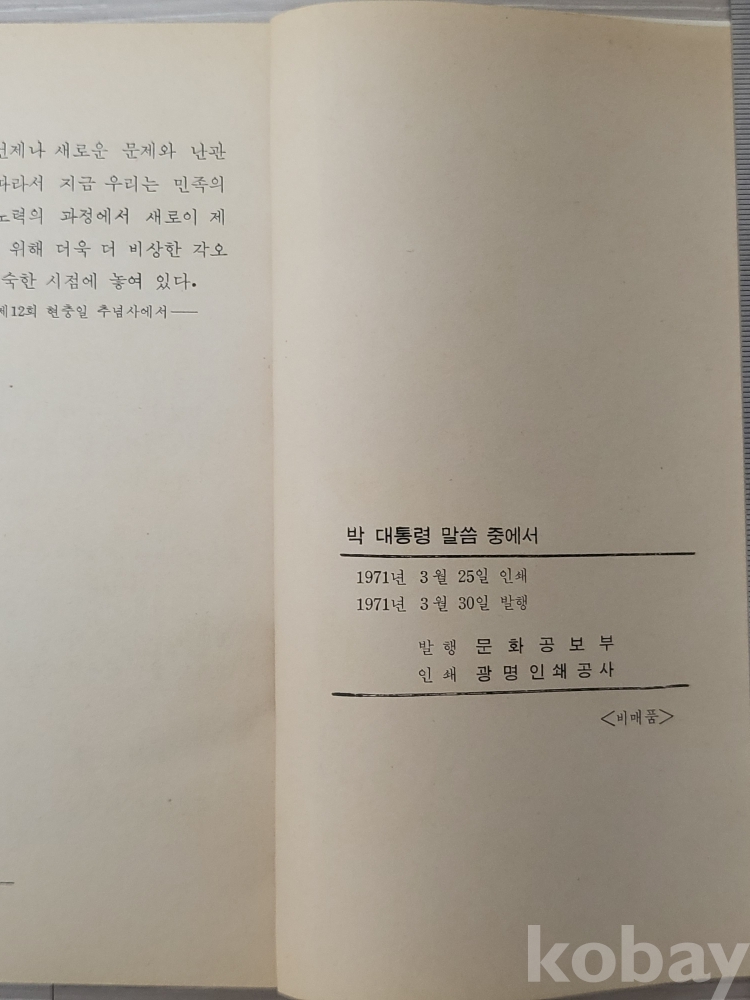 언제나 새로운 문제와 난관
따라서 지금 우리는 민족의
노력의 과정에서 새로이 제
위해 더욱 더 비상한 각오
숙한 시점에 놓여 있다.
제12회 현충일 추념사에서——
박 대통령 말씀 중에서
1971년 3월 25일 인쇄
1971년 3월 30일 발행
발행 문화공보부
인쇄 광명인쇄공사
<비매품>
kobay